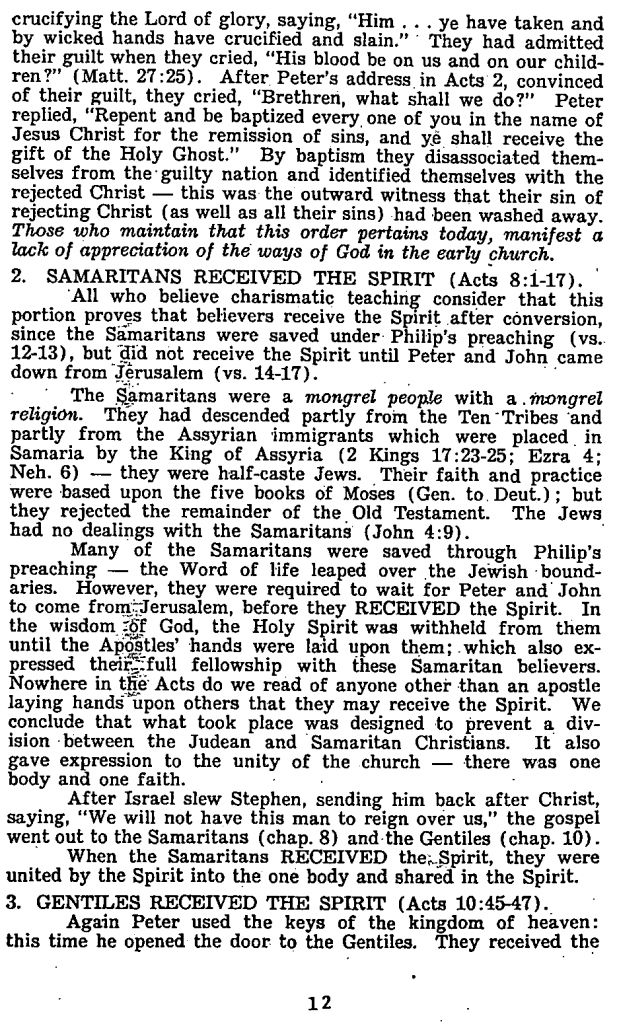 crucifying the Lord of glory, saying, "Him . . . ye have taken and
by wicked hands have crucified and slain." They had admitted
their guilt when they cried, "His blood be on us and on our child-
ren?" (Matt. 27:25). After Peter's address in Acts 2, convinced
of their guilt, they cried, "Brethren, what shall we do?" Peter
replied, "Repent and be baptized every one of you in the name of
Jesus Christ for the remission of sins, and ye shall receive the
gift of the Holy Ghost." By baptism they disassociated them-
selves from the guilty nation and identified themselves with the
rejected Christ — this was the outward witness that their sin of
rejecting Christ (as well as all their sins) had been washed away.
Those who maintain that this order pertains today, manifest a
lack of appreciation of the ways of God in the early church.
2. SAMARITANS RECEIVED THE SPIRIT (Acts 8:1-17).
All who believe charismatic teaching consider that this
portion proves that believers receive the Spirit after conversion,
since the Samaritans were saved under Philip's preaching (vs.
12-13), but did not receive the Spirit until Peter and John came
down from Jerusalem (vs. 14-17).
The Samaritans were a mongrel people with a mongrel
religion. They had descended partly from the Ten Tribes and
partly from the Assyrian immigrants which were placed in
Samaria by the King of Assyria (2 Kings 17:23-25; Ezra 4;
Neh. 6) — they were half-caste Jews. Their faith and practice
were based upon the five books of Moses (Gen. to Deut.); but
they rejected the remainder of the Old Testament. The Jews
had no dealings with the Samaritans (John 4:9).
Many of the Samaritans were saved through Philip's
preaching — the Word of life leaped over the Jewish bound-
aries. However, they were required to wait for Peter and John
to come from Jerusalem, before they RECEIVED the Spirit. In
the wisdom of God, the Holy Spirit was withheld from them
until the Apostles' hands were laid upon them; which also ex-
pressed their full fellowship with these Samaritan believers.
Nowhere in the Acts do we read of anyone other than an apostle
laying hands upon others that they may receive the Spirit. We
conclude that what took place was designed to prevent a div-
ision between the Judean and Samaritan Christians. It also
gave expression to the unity of the church — there was one
body and one faith.
After Israel slew Stephen, sending him back after Christ,
saying, "We will not have this man to reign over us," the gospel
went out to the Samaritans (chap. 8) and the Gentiles (chap. 10).
When the Samaritans RECEIVED the Spirit, they were
united by the Spirit into the one body and shared in the Spirit.
3. GENTILES RECEIVED THE SPIRIT (Acts 10:45-47).
Again Peter used the keys of the kingdom of heaven:
this time he opened the door to the Gentiles. They received the
12